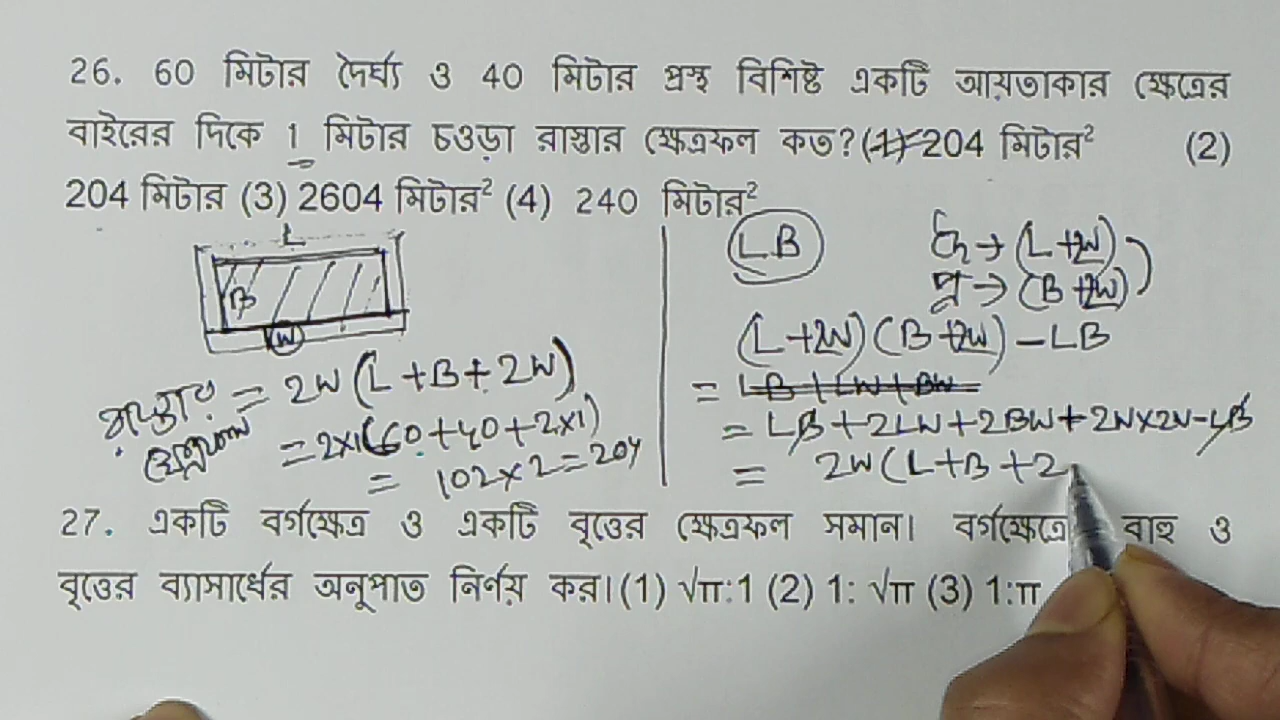 26. 60 মিটার দৈর্ঘ্য ও 40 মিটার প্রস্থ বিশিষ্ট একটি আয়তাকার ক্ষেত্রের
বাইরের দিকে 1 মিটার চওড়া রাস্তার ক্ষেত্রফল কত? (1) 204 মিটার² (2)
204 মিটার (3) 2604 মিটার² (4) 240 মিটার²
L
B
W
রাস্তার ক্ষেত্রফল = 2W (L+B+2W)
= 2×1(60+40+2×1)
= 102×2=204
L.B
দৈ → (L+2W)
প্র → (B+2W)
(L+2W)(B+2W) – LB
= LB+LW+BW
= LB+2LW+2BW+2W×2W-LB
= 2W(L+B+2
27. একটি বর্গক্ষেত্র ও একটি বৃত্তের ক্ষেত্রফল সমান। বর্গক্ষেত্রে বাহু ও
বৃত্তের ব্যাসার্ধের অনুপাত নির্ণয় কর। (1) √π:1 (2) 1: √π (3) 1:π